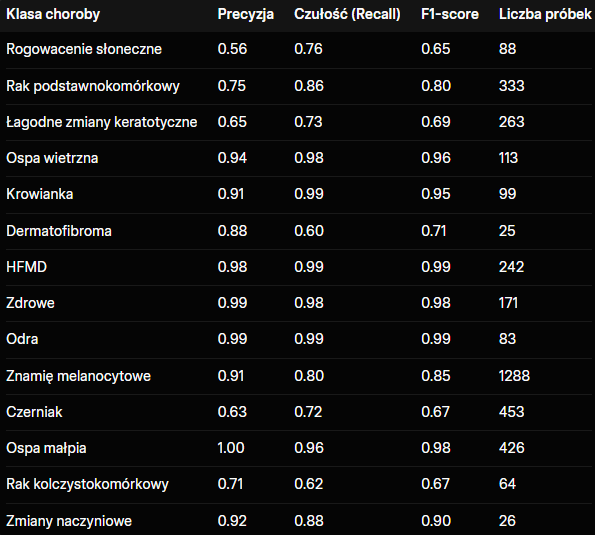 Klasa choroby Precyzja Czułość (Recall) F1-score Liczba próbek
Rogowacenie słoneczne 0.56 0.76 0.65 88
Rak podstawnokomórkowy 0.75 0.86 0.80 333
Łagodne zmiany keratotyczne 0.65 0.73 0.69 263
Ospa wietrzna 0.94 0.98 0.96 113
Krowianka 0.91 0.99 0.95 99
Dermatofibroma 0.88 0.60 0.71 25
HFMD 0.98 0.99 0.99 242
Zdrowe 0.99 0.98 0.98 171
Odra 0.99 0.99 0.99 83
Znamię melanocytowe 0.91 0.80 0.85 1288
Czerniak 0.63 0.72 0.67 453
Ospa małpia 1.00 0.96 0.98 426
Rak kolczystokomórkowy 0.71 0.62 0.67 64
Zmiany naczyniowe 0.92 0.88 0.90 26